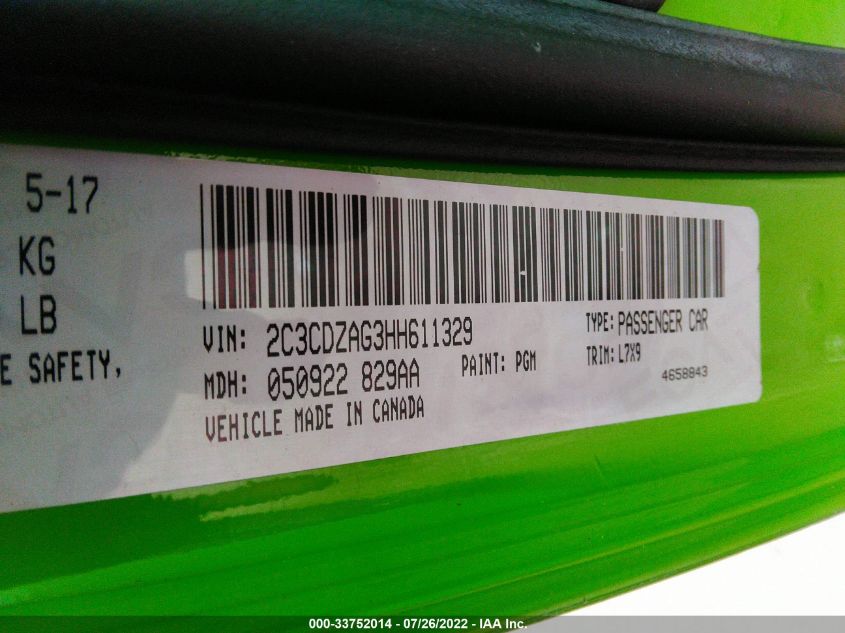 5-17
KG
LB
E SAFETY,
VIN: 2C3CDZAG3HH611329
TYPE: PASSENGER CAR
MDH: 050922 829AA
PAINT: PGM
TRIM: L7X9
VEHICLE MADE IN CANADA
4658843
000-33752014 - 07/26/2022 - IAA Inc.